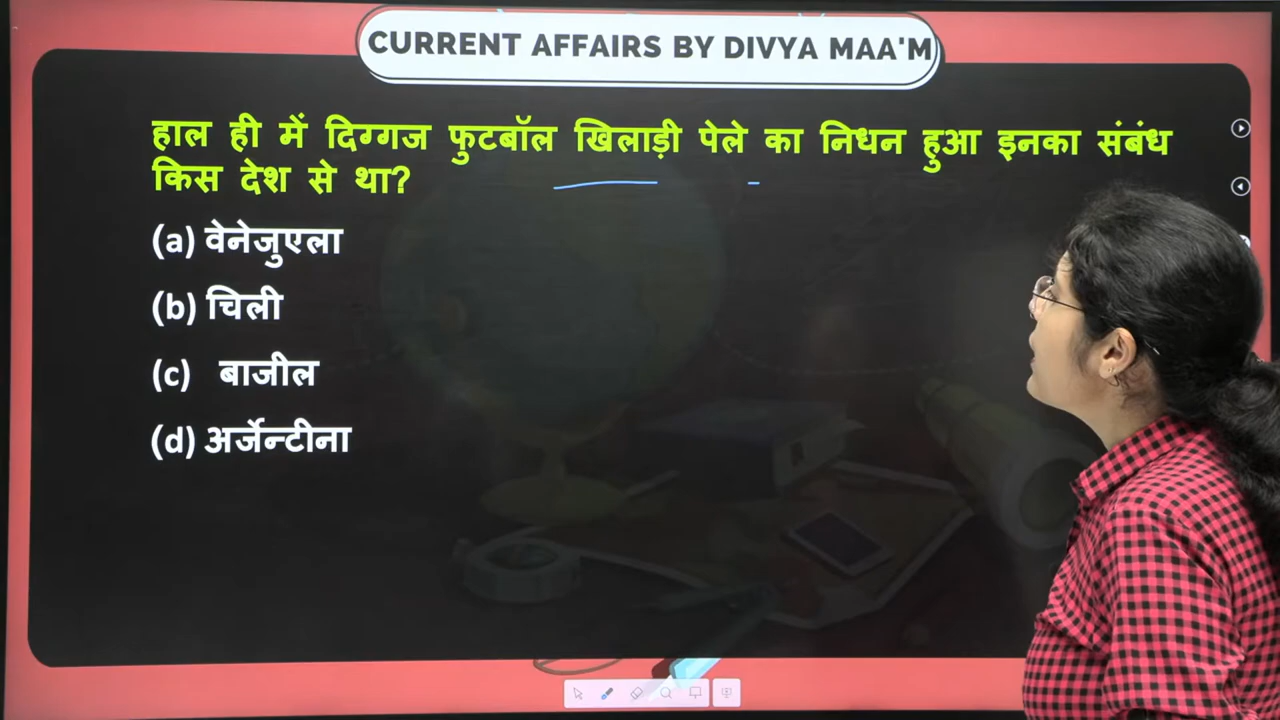 CURRENT AFFAIRS BY DIVYA MAA'M
हाल ही में दिग्गज फुटबॉल खिलाड़ी पेले का निधन हुआ इनका संबंध
किस देश से था?
(a) वेनेजुएला
(b) चिली
(c) बाजील
(d) अर्जेन्टीना